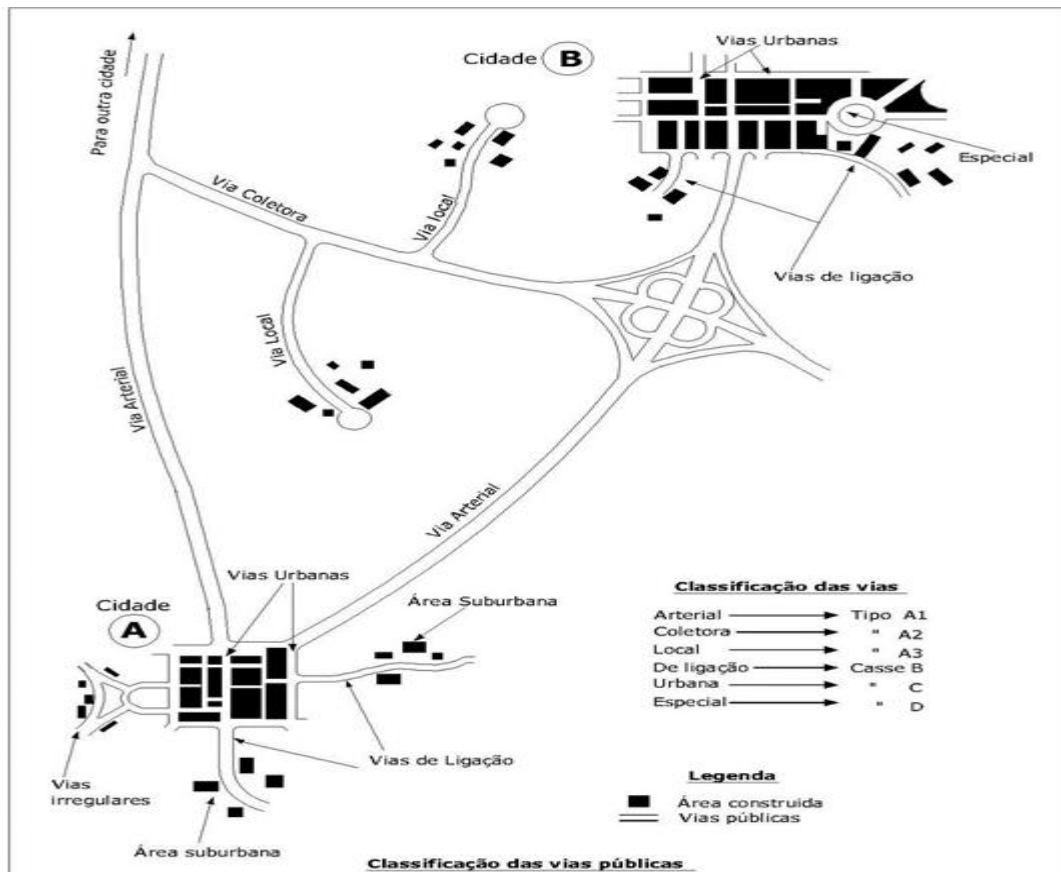 Para outra cidade
Cidade B
Vias Urbanas
Especial
Via Coletora
Via local
Vias de ligação
Via Local
Via Arterial
Via Arterial
Vias Urbanas
Cidade
A
Área Suburbana
Classificação das vias
Arterial Tipo A1
Coletora " A2
Local " A3
De ligação Casse B
Urbana " C
Especial " D
Vias de Ligação
Vias
irregulares
Legenda
Área construida
Vias públicas
Área suburbana
Classificação das vias públicas